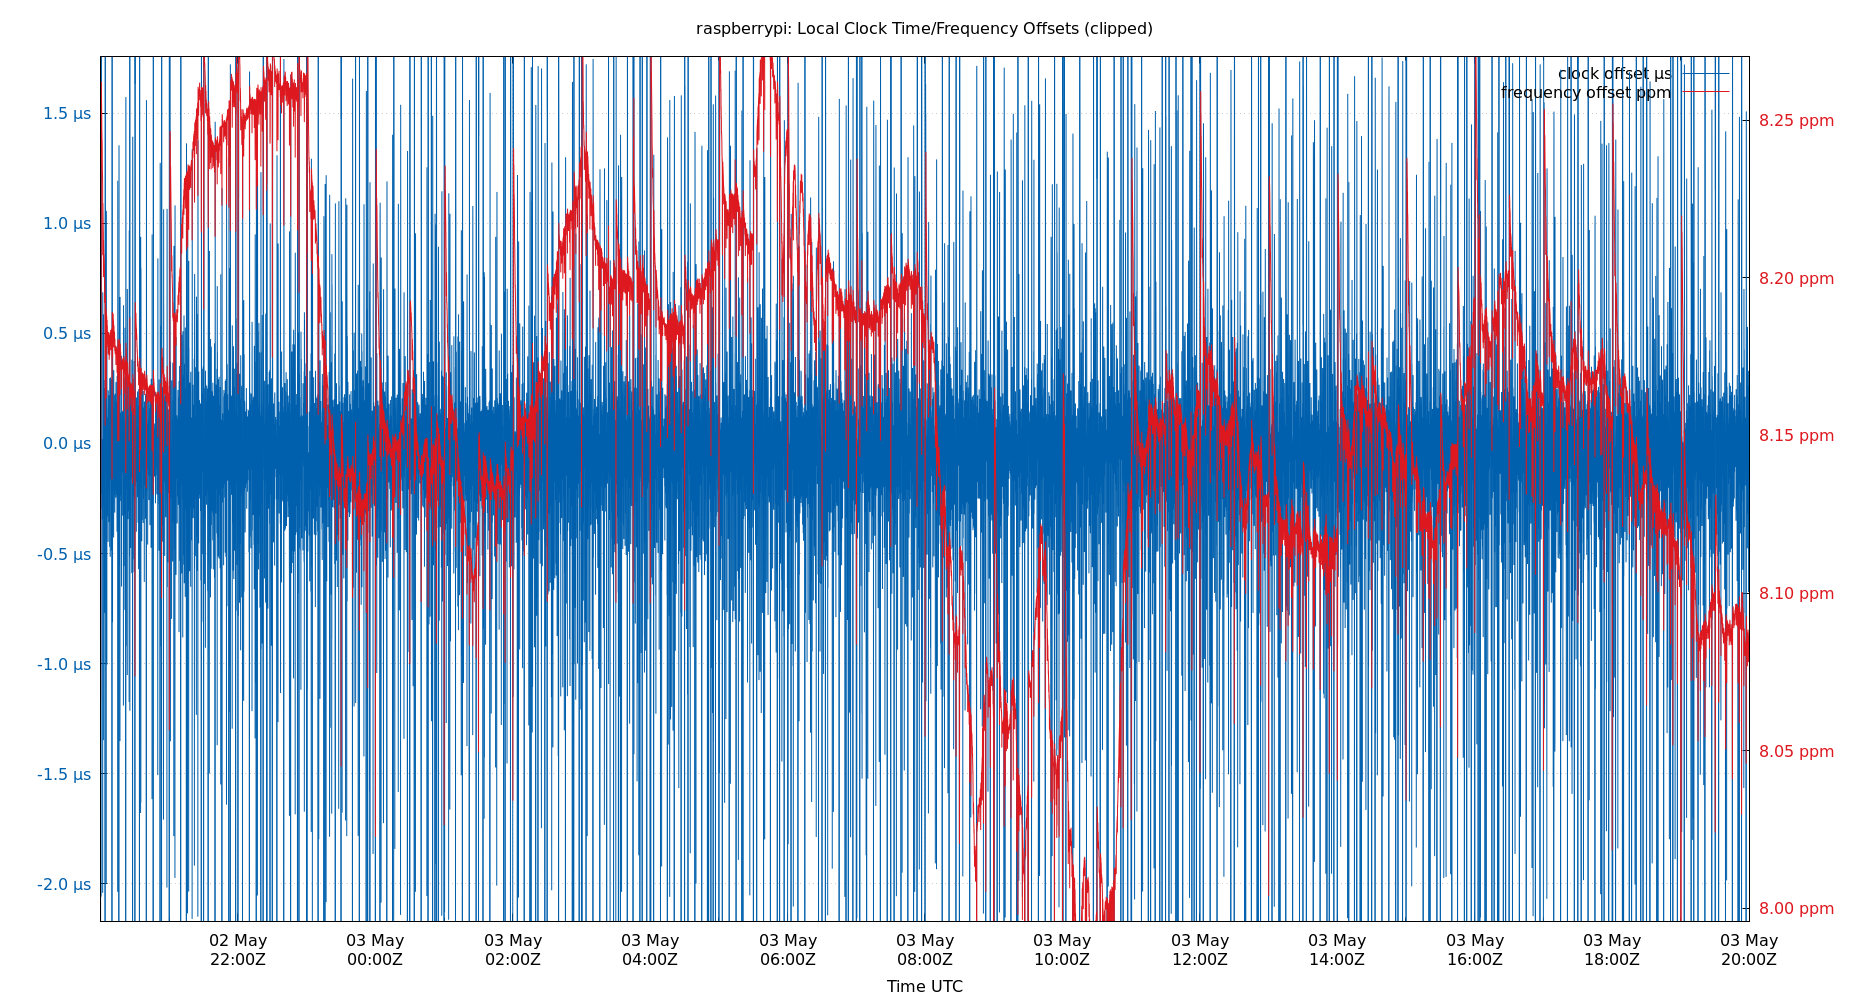 raspberrypi: Local Clock Time/Frequency Offsets (clipped)
clock offset µs
frequency offset ppm
1.5 µs
1.0 µs
0.5 µs
0.0 µs
-0.5 µs
-1.0 µs
-1.5 µs
-2.0 µs
8.25 ppm
8.20 ppm
8.15 ppm
8.10 ppm
8.05 ppm
8.00 ppm
02 May
22:00Z
03 May
00:00Z
03 May
02:00Z
03 May
04:00Z
03 May
06:00Z
03 May
08:00Z
03 May
10:00Z
03 May
12:00Z
03 May
14:00Z
03 May
16:00Z
03 May
18:00Z
03 May
20:00Z
Time UTC